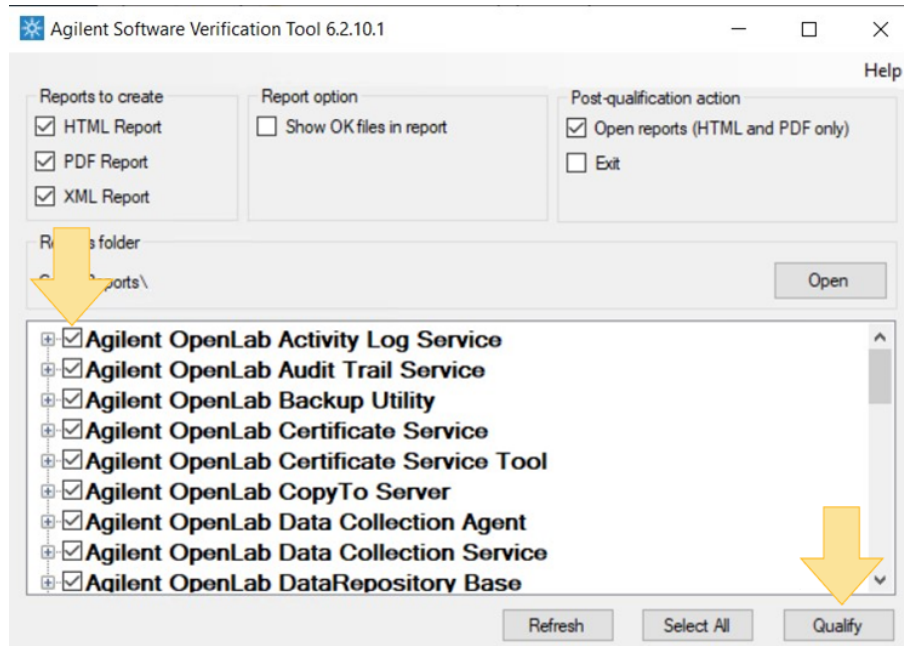 Agilent Software Verification Tool 6.2.10.1
Help
Reports to create
HTML Report
PDF Report
XML Report
Report option
Show OK files in report
Post-qualification action
Open reports (HTML and PDF only)
Exit
folder
Open
Agilent OpenLab Activity Log Service
Agilent OpenLab Audit Trail Service
Agilent OpenLab Backup Utility
Agilent OpenLab Certificate Service
Agilent OpenLab Certificate Service Tool
Agilent OpenLab CopyTo Server
Agilent OpenLab Data Collection Agent
Agilent OpenLab Data Collection Service
Agilent OpenLab DataRepository Base
Refresh
Select All
Qualify